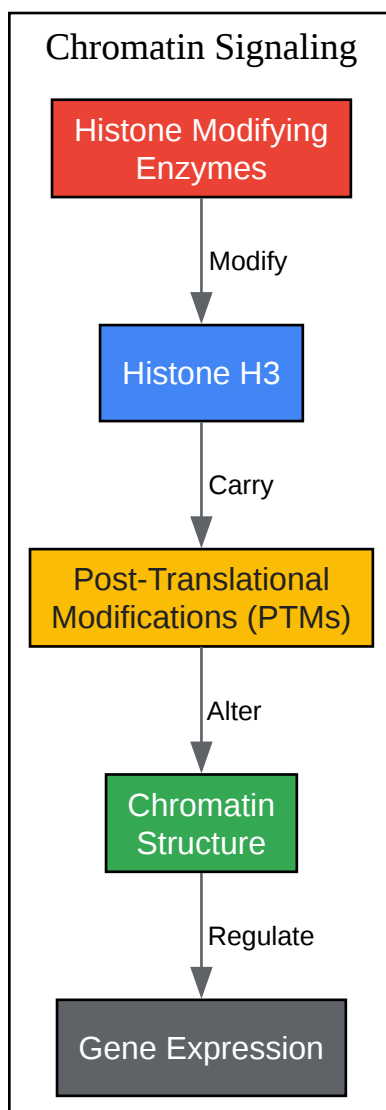 Chromatin Signaling
Histone Modifying
Enzymes
Modify
Histone H3
Carry
Post-Translational
Modifications (PTMs)
Alter
Chromatin
Structure
Regulate
Gene Expression